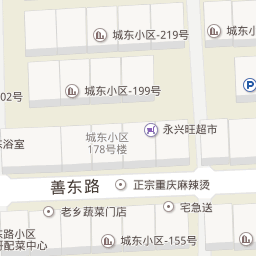 城东小区-219号
城东小
城东小区-199号
02号
永兴旺超市
城东小区
178号楼
浴室
善东路
正宗重庆麻辣烫
宅急送
老乡蔬菜门店
东路小区
配菜中心
城东小区-155号